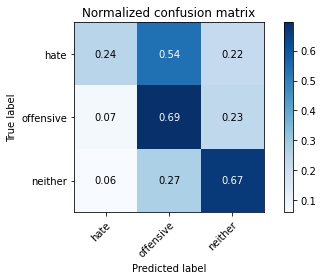 Normalized confusion matrix
True label
hate 0.24 0.54 0.22
offensive 0.07 0.69 0.23
neither 0.06 0.27 0.67
hate offensive neither
Predicted label
0.6
0.5
0.4
0.3
0.2
0.1